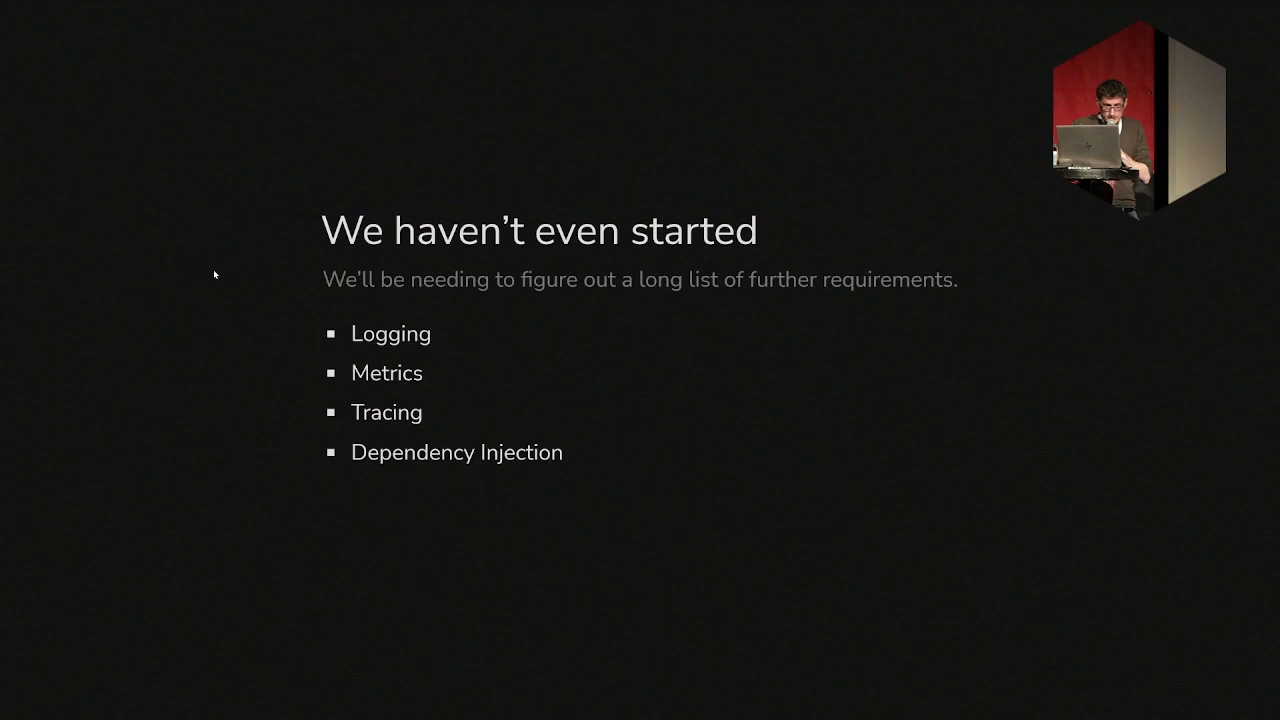 We haven’t even started
We’ll be needing to figure out a long list of further requirements.
▪ Logging
▪ Metrics
▪ Tracing
▪ Dependency Injection